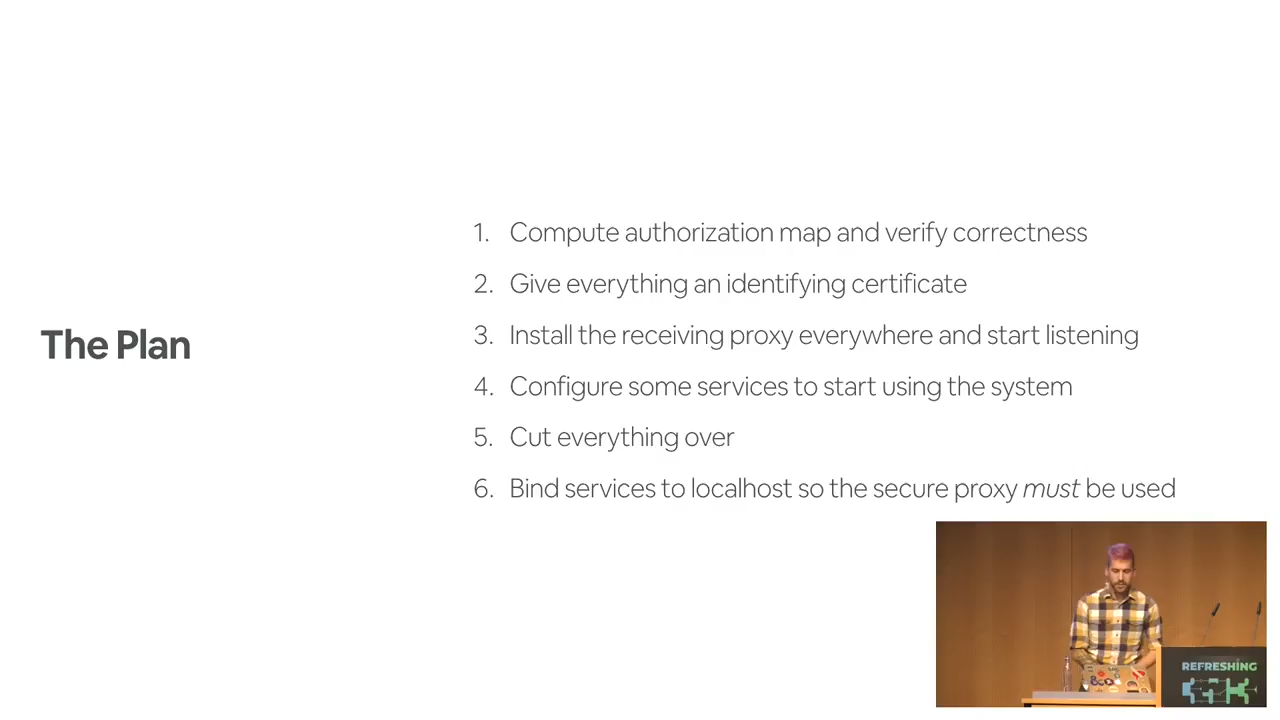 The Plan
1. Compute authorization map and verify correctness
2. Give everything an identifying certificate
3. Install the receiving proxy everywhere and start listening
4. Configure some services to start using the system
5. Cut everything over
6. Bind services to localhost so the secure proxy must be used
REFRESHING